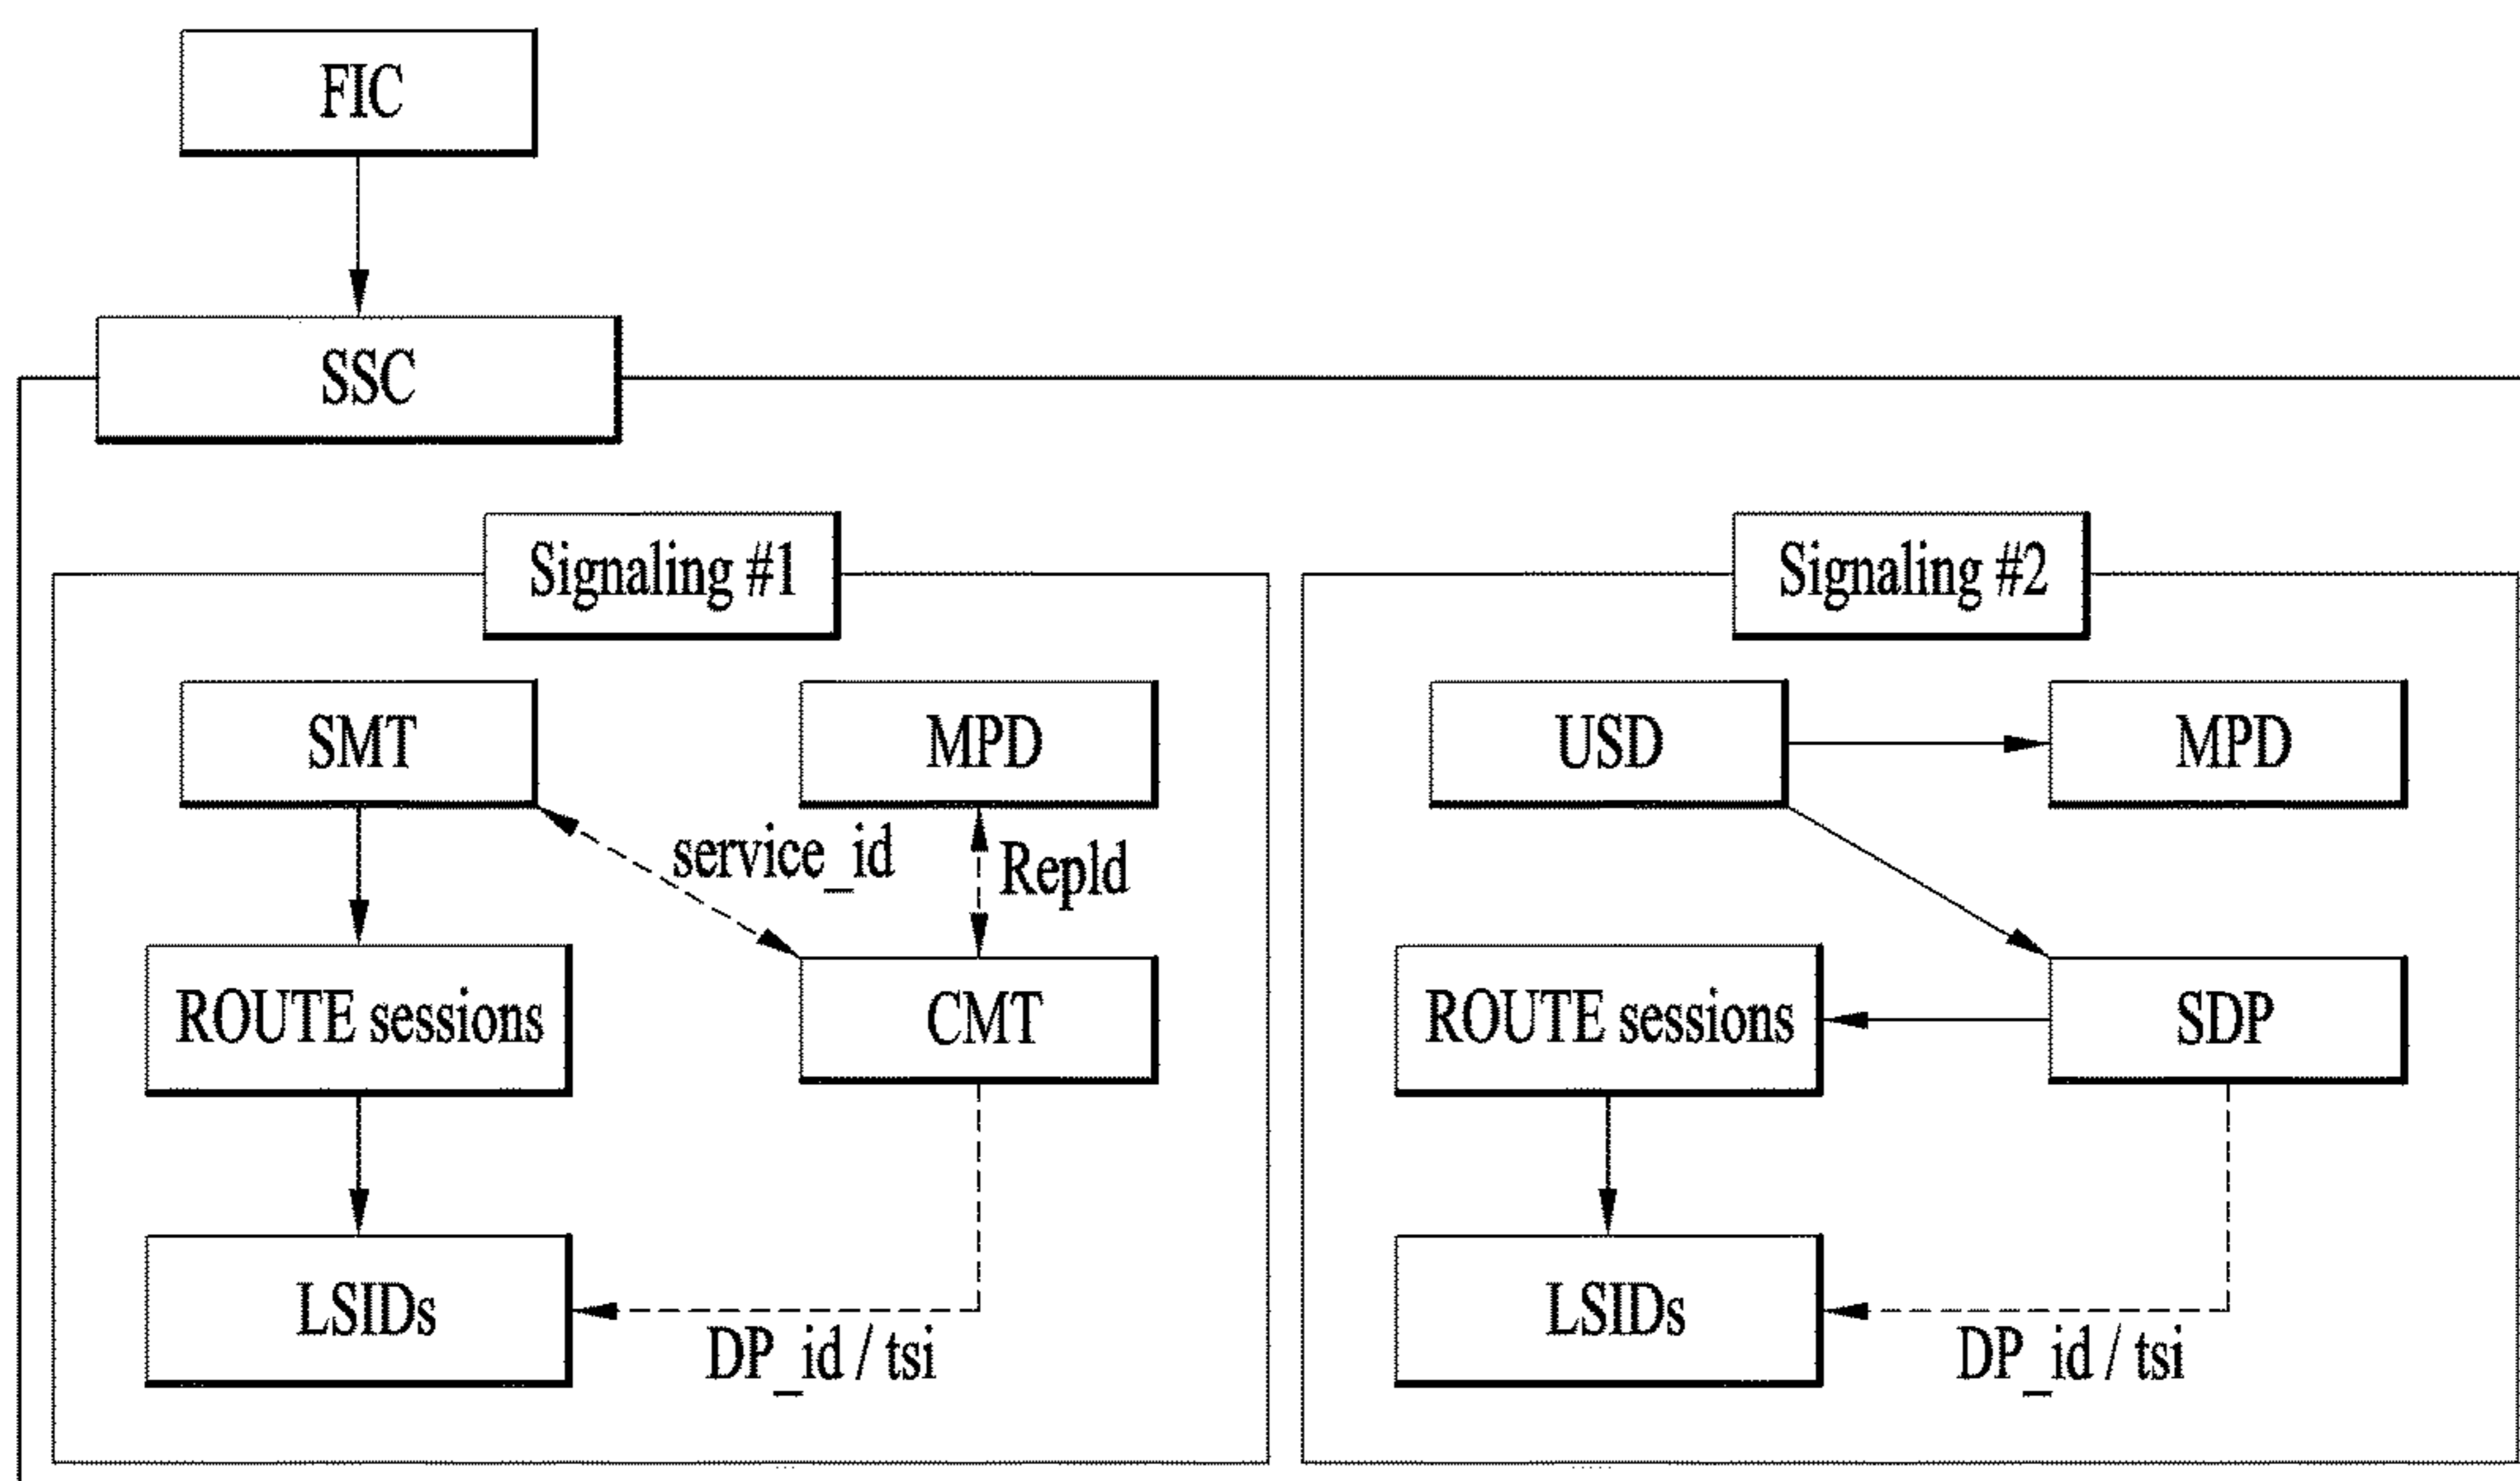 FIC
SSC
Signaling #1
Signaling #2
SMT
MPD
USD
MPD
service_id
RepId
ROUTE sessions
CMT
ROUTE sessions
SDP
LSIDs
LSIDs
DP_id / tsi
DP_id / tsi